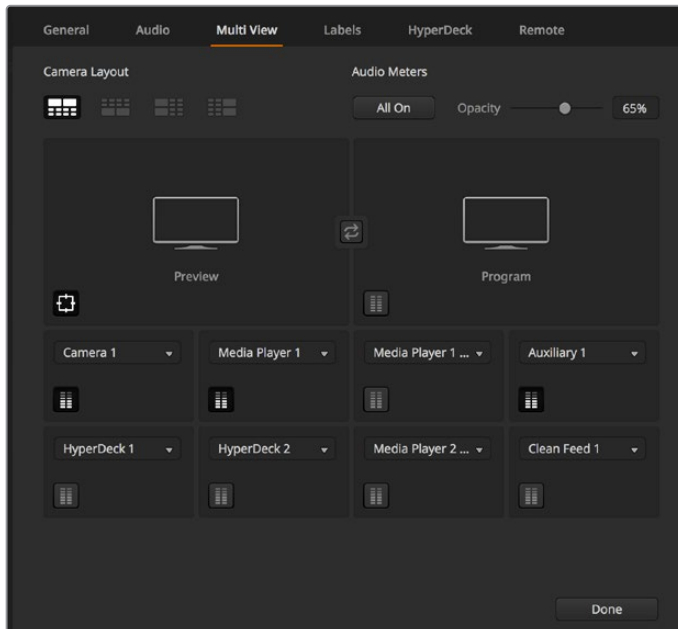 General Audio Multi View Labels HyperDeck Remote
Camera Layout Audio Meters
All On Opacity 65%
Preview Program
Camera 1 Media Player 1 Media Player 1 ... Auxiliary 1
HyperDeck 1 HyperDeck 2 Media Player 2 ... Clean Feed 1
Done